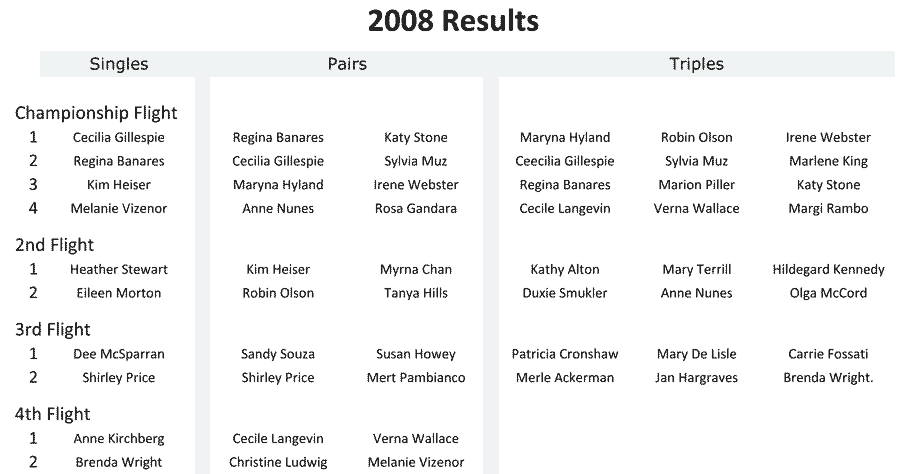 2008 Results
Singles Pairs Triples
Championship Flight
1 Cecilia Gillespie Regina Banares Katy Stone Maryna Hyland Robin Olson Irene Webster
2 Regina Banares Cecilia Gillespie Sylvia Muz Ceecilia Gillespie Sylvia Muz Marlene King
3 Kim Heiser Maryna Hyland Irene Webster Regina Banares Marion Piller Katy Stone
4 Melanie Vizenor Anne Nunes Rosa Gandara Cecile Langevin Verna Wallace Margi Rambo
2nd Flight
1 Heather Stewart Kim Heiser Myrna Chan Kathy Alton Mary Terrill Hildegard Kennedy
2 Eileen Morton Robin Olson Tanya Hills Duxie Smukler Anne Nunes Olga McCord
3rd Flight
1 Dee McSparran Sandy Souza Susan Howey Patricia Cronshaw Mary De Lisle Carrie Fossati
2 Shirley Price Shirley Price Mert Pambianco Merle Ackerman Jan Hargraves Brenda Wright.
4th Flight
1 Anne Kirchberg Cecile Langevin Verna Wallace
2 Brenda Wright Christine Ludwig Melanie Vizenor